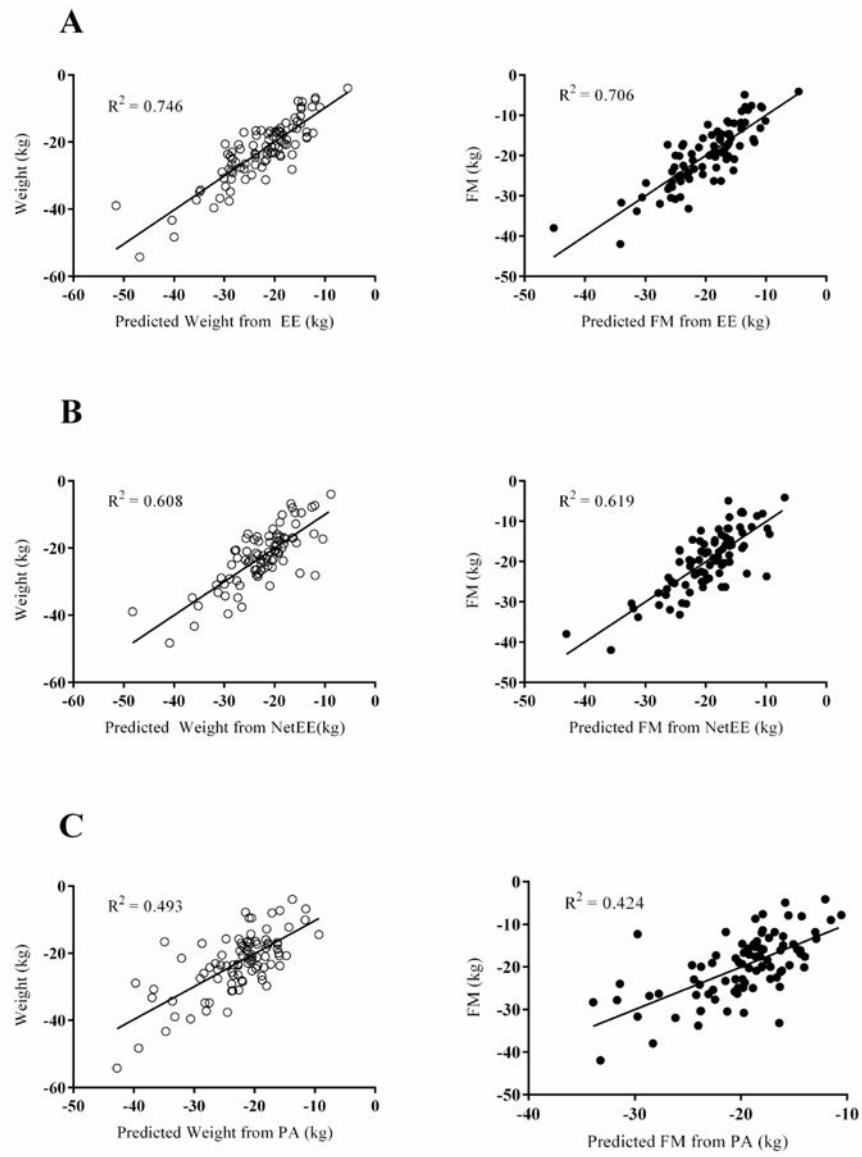 A
R² = 0.746
Weight (kg)
0
-20
-40
-60
-60 -50 -40 -30 -20 -10 0
Predicted Weight from EE (kg)
R² = 0.706
FM (kg)
0
-10
-20
-30
-40
-50
-50 -40 -30 -20 -10 0
Predicted FM from EE (kg)
B
R² = 0.608
Weight (kg)
0
-20
-40
-60
-60 -50 -40 -30 -20 -10 0
Predicted Weight from NetEE(kg)
R² = 0.619
FM (kg)
0
-10
-20
-30
-40
-50
-50 -40 -30 -20 -10 0
Predicted FM from NetEE (kg)
C
R² = 0.493
Weight (kg)
0
-20
-40
-60
-50 -40 -30 -20 -10 0
Predicted Weight from PA (kg)
R² = 0.424
FM (kg)
0
-10
-20
-30
-40
-50
-40 -30 -20 -10
Predicted FM from PA (kg)